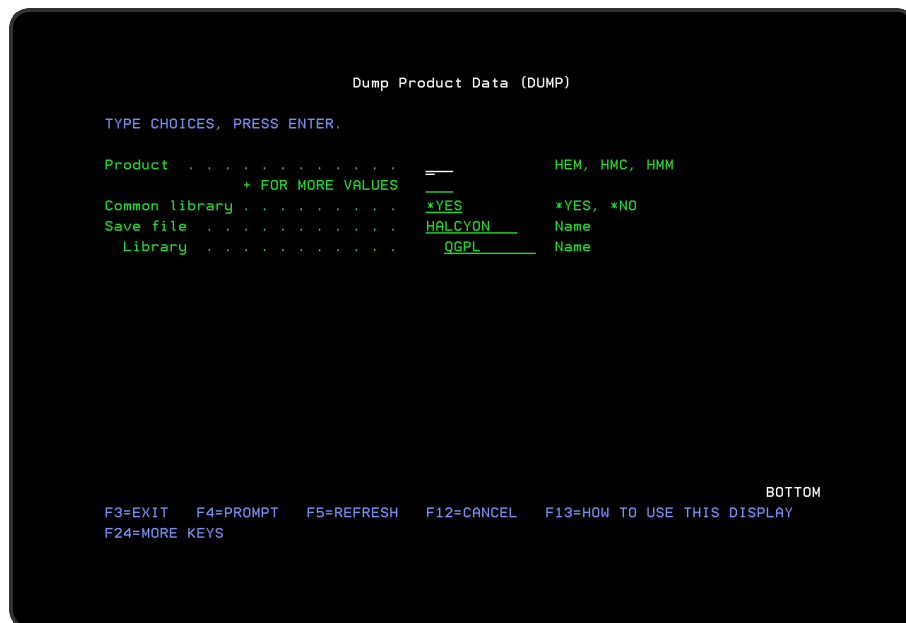 Dump Product Data (DUMP)
TYPE CHOICES, PRESS ENTER.
Product . . . . . . . . . . . . ___ HEM, HMC, HMM
+ FOR MORE VALUES ___
Common library . . . . . . . . . *YES *YES, *NO
Save file . . . . . . . . . . . HALCYON Name
Library . . . . . . . . . . . QGPL Name
BOTTOM
F3=EXIT F4=PROMPT F5=REFRESH F12=CANCEL F13=HOW TO USE THIS DISPLAY
F24=MORE KEYS